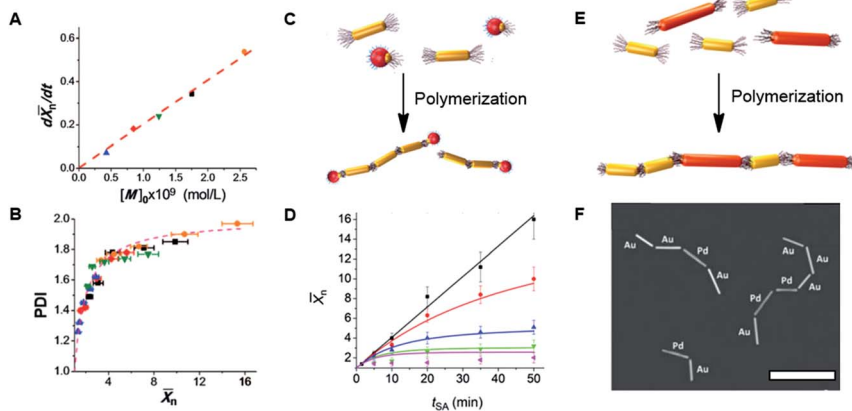 A
dX̄n/dt
0.6
0.4
0.2
0.0
0.0 0.5 1.0 1.5 2.0 2.5
[M]₀x10⁹ (mol/L)
B
PDI
2.0
1.8
1.6
1.4
1.2
1.0
4 8 12 16
X̄n
C
Polymerization
D
X̄n
16
14
12
10
8
6
4
2
0 10 20 30 40 50
tSA (min)
E
Polymerization
F
Au
Au
Pd
Au
Au
Au
Pd
Pd
Au
Au
Pd
Au